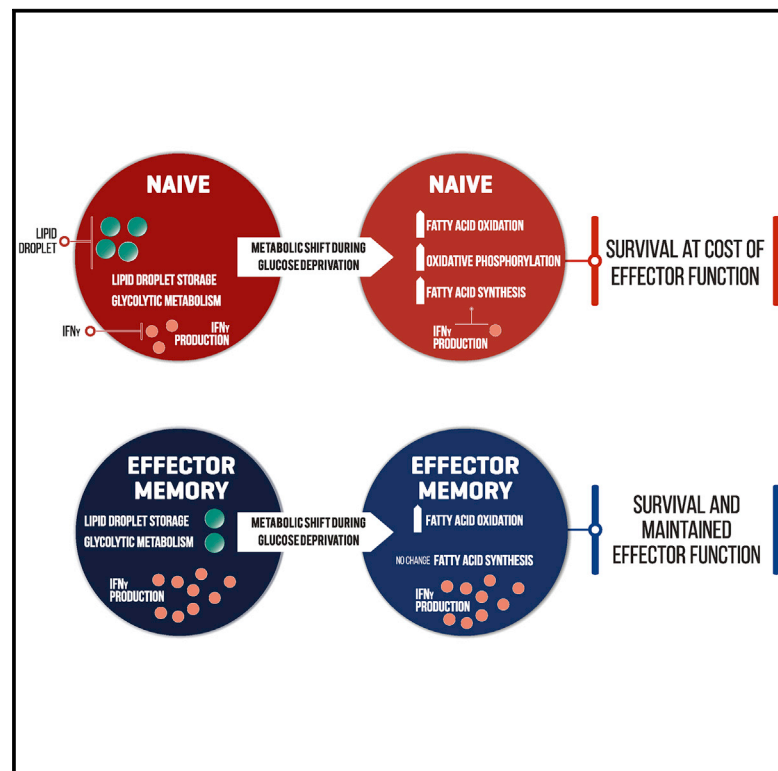 NAIVE
LIPID
DROPLET
LIPID DROPLET STORAGE
GLYCOLYTIC METABOLISM
IFNγ
IFNγ
PRODUCTION
METABOLIC SHIFT DURING
GLUCOSE DEPRIVATION
NAIVE
FATTY ACID OXIDATION
OXIDATIVE PHOSPHORYLATION
FATTY ACID SYNTHESIS
IFNγ
PRODUCTION
SURVIVAL AT COST OF
EFFECTOR FUNCTION
EFFECTOR
MEMORY
LIPID DROPLET STORAGE
GLYCOLYTIC METABOLISM
IFNγ
PRODUCTION
METABOLIC SHIFT DURING
GLUCOSE DEPRIVATION
EFFECTOR
MEMORY
FATTY ACID OXIDATION
NO CHANGE FATTY ACID SYNTHESIS
IFNγ
PRODUCTION
SURVIVAL AND
MAINTAINED
EFFECTOR FUNCTION